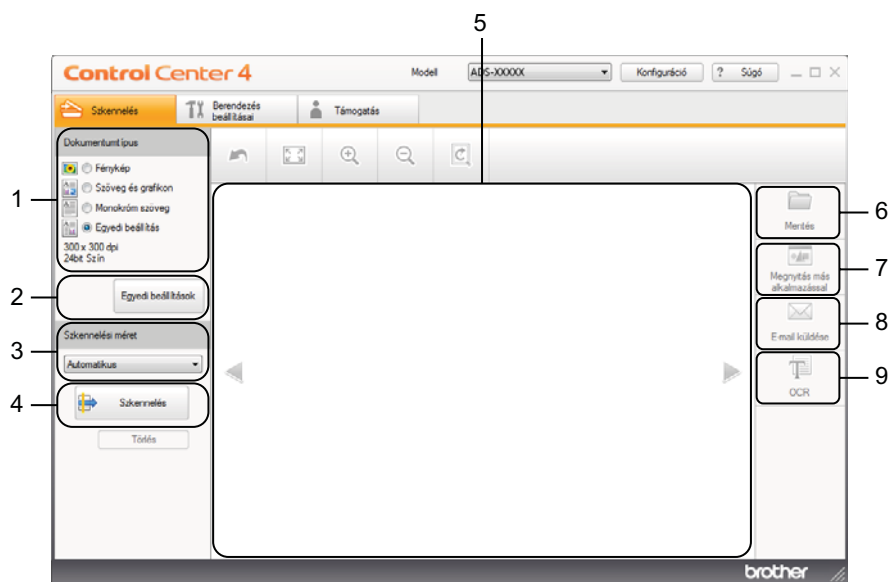 5
Control Center 4
Modell
ADS-XXXXX
Konfiguráció
? Súgó
Szkennelés
Berendezés
beállításai
Támogatás
1
Dokumentumtípus
Fénykép
Szöveg és grafikon
Monokróm szöveg
Egyedi beállítás
300 x 300 dpi
24bit Szín
2
Egyedi beállítások
3
Szkennelési méret
Automatikus
4
Szkennelés
Törlés
6
Mentés
7
Megnyitás más
alkalmazással
8
E-mail küldése
9
OCR
brother